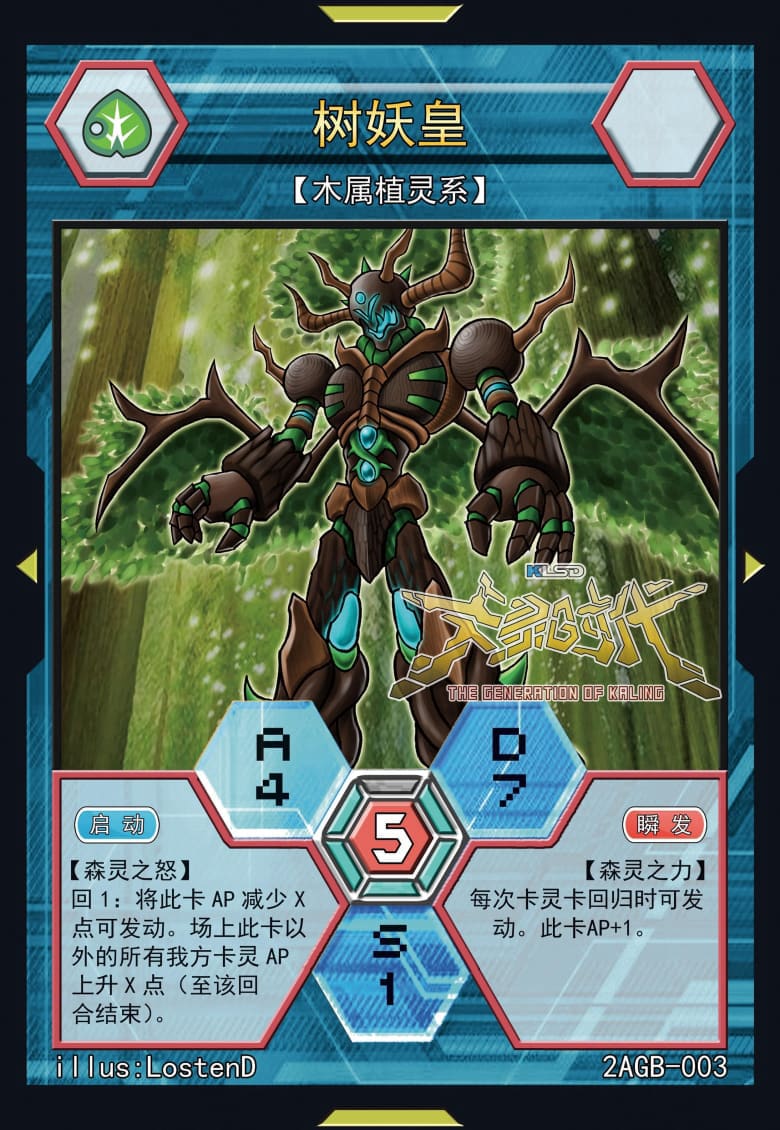 树妖皇
【木属植灵系】
KLSD
卡灵时代
THE GENERATION OF KALING
A
4
D
7
5
S
1
启动
【森灵之怒】
回1：将此卡AP减少X
点可发动。场上此卡以
外的所有我方卡灵AP
上升X点（至该回
合结束）。
瞬发
【森灵之力】
每次卡灵卡回归时可发
动。此卡AP+1。
illus:LostenD
2AGB-003